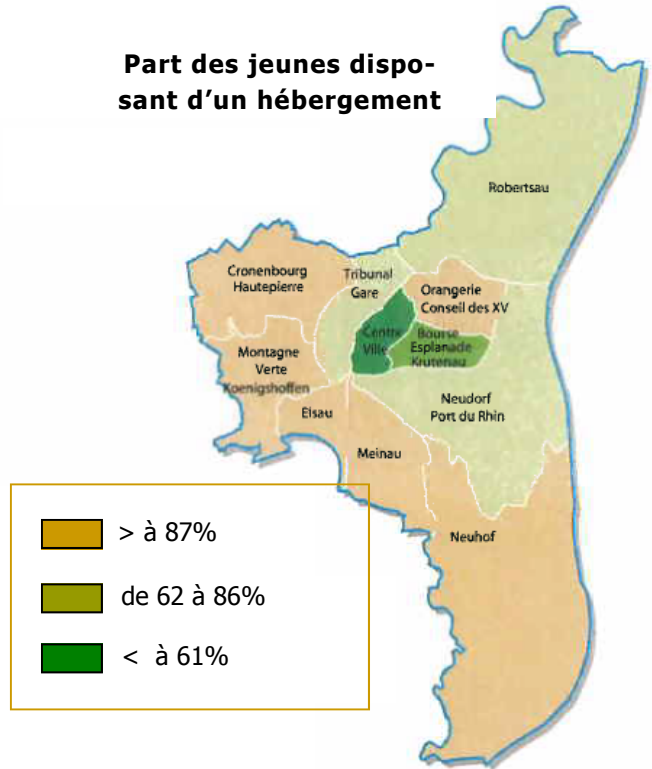 Part des jeunes dispo-
sant d’un hébergement
Robertsau
Cronenbourg
Hautepierre
Tribunal
Gare
Orangerie
Conseil des XV
Centre
Ville
Bourse
Esplanade
Krutenau
Montagne
Verte
Koenigshoffen
Neudorf
Port du Rhin
Elsau
Meinau
Neuhof
> à 87%
de 62 à 86%
< à 61%